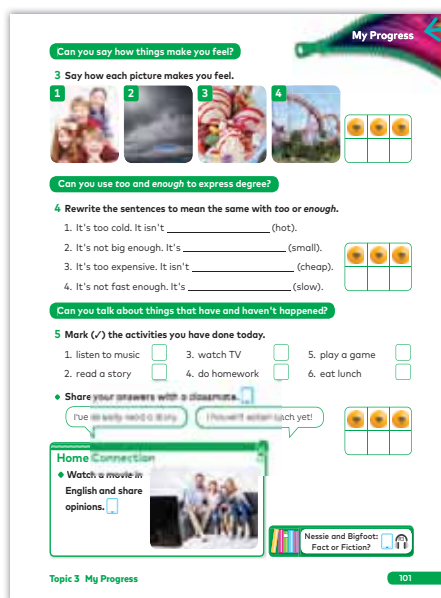 My Progress
Can you say how things make you feel?
3 Say how each picture makes you feel.
1
2
3
4
Can you use too and enough to express degree?
4 Rewrite the sentences to mean the same with too or enough.
1. It's too cold. It isn't ____________ (hot).
2. It's not big enough. It's ____________ (small).
3. It's too expensive. It isn't ____________ (cheap).
4. It's not fast enough. It's ____________ (slow).
Can you talk about things that have and haven't happened?
5 Mark (✓) the activities you have done today.
1. listen to music
3. watch TV
5. play a game
2. read a story
4. do homework
6. eat lunch
Share your answers with a classmate.
I've already read a story.
I haven't eaten lunch yet!
Home Connection
Watch a movie in
English and share
opinions.
Nessie and Bigfoot:
Fact or Fiction?
Topic 3 My Progress
101